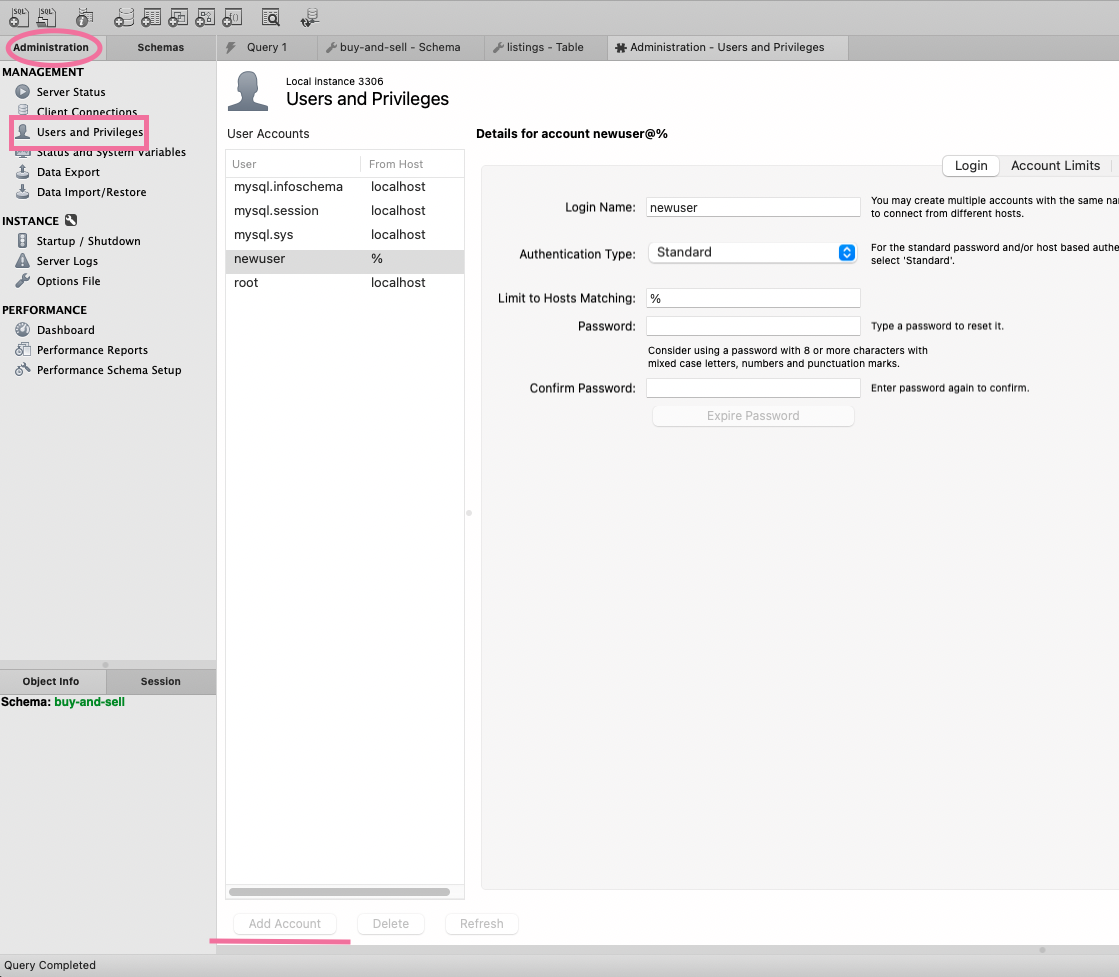 SQL SQL
Administration Schemas Query 1 buy-and-sell - Schema listings - Table Administration - Users and Privileges
MANAGEMENT
Server Status
Client Connections
Users and Privileges
Status and System Variables
Data Export
Data Import/Restore
INSTANCE
Startup / Shutdown
Server Logs
Options File
PERFORMANCE
Dashboard
Performance Reports
Performance Schema Setup
Object Info Session
Schema: buy-and-sell
Local instance 3306
Users and Privileges
User Accounts
User From Host
mysql.infoschema localhost
mysql.session localhost
mysql.sys localhost
newuser %
root localhost
Add Account Delete Refresh
Details for account newuser@%
Login Account Limits
Login Name: newuser
You may create multiple accounts with the same na
to connect from different hosts.
Authentication Type: Standard
For the standard password and/or host based authe
select 'Standard'.
Limit to Hosts Matching: %
Password: Type a password to reset it.
Consider using a password with 8 or more characters with
mixed case letters, numbers and punctuation marks.
Confirm Password: Enter password again to confirm.
Expire Password
Query Completed